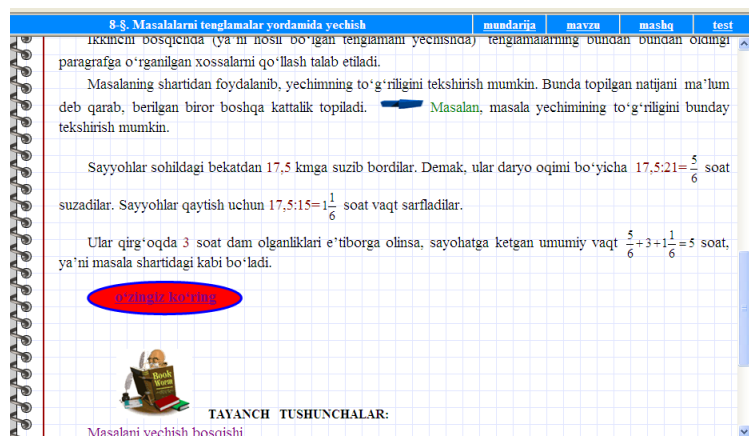 8-§. Masalalarni tenglamalar yordamida yechish mundarija mavzu mashq test
Ikkinchi bosqichda (ya'ni hosil bo'lgan tenglamani yechishda) tenglamalarning bundan bundan oldingi
paragrafga o'rganilgan xossalarni qo'llash talab etiladi.
Masalaning shartidan foydalanib, yechimning to'g'riligini tekshirish mumkin. Bunda topilgan natijani ma'lum
deb qarab, berilgan biror boshqa kattalik topiladi. Masalan, masala yechimining to'g'riligini bunday
tekshirish mumkin.
Sayyohlar sohildagi bekatdan 17,5 kmga suzib bordilar. Demak, ular daryo oqimi bo'yicha 17,5:21=5/6 soat
suzadilar. Sayyohlar qaytish uchun 17,5:15=1 1/6 soat vaqt sarfladilar.
Ular qirg'oqda 3 soat dam olganliklari e'tiborga olinsa, sayohatga ketgan umumiy vaqt 5/6+3+1 1/6=5 soat,
ya'ni masala shartidagi kabi bo'ladi.
o'zingiz ko'ring
Book
Worm
TAYANCH TUSHUNCHALAR:
Masalani yechish bosqishi